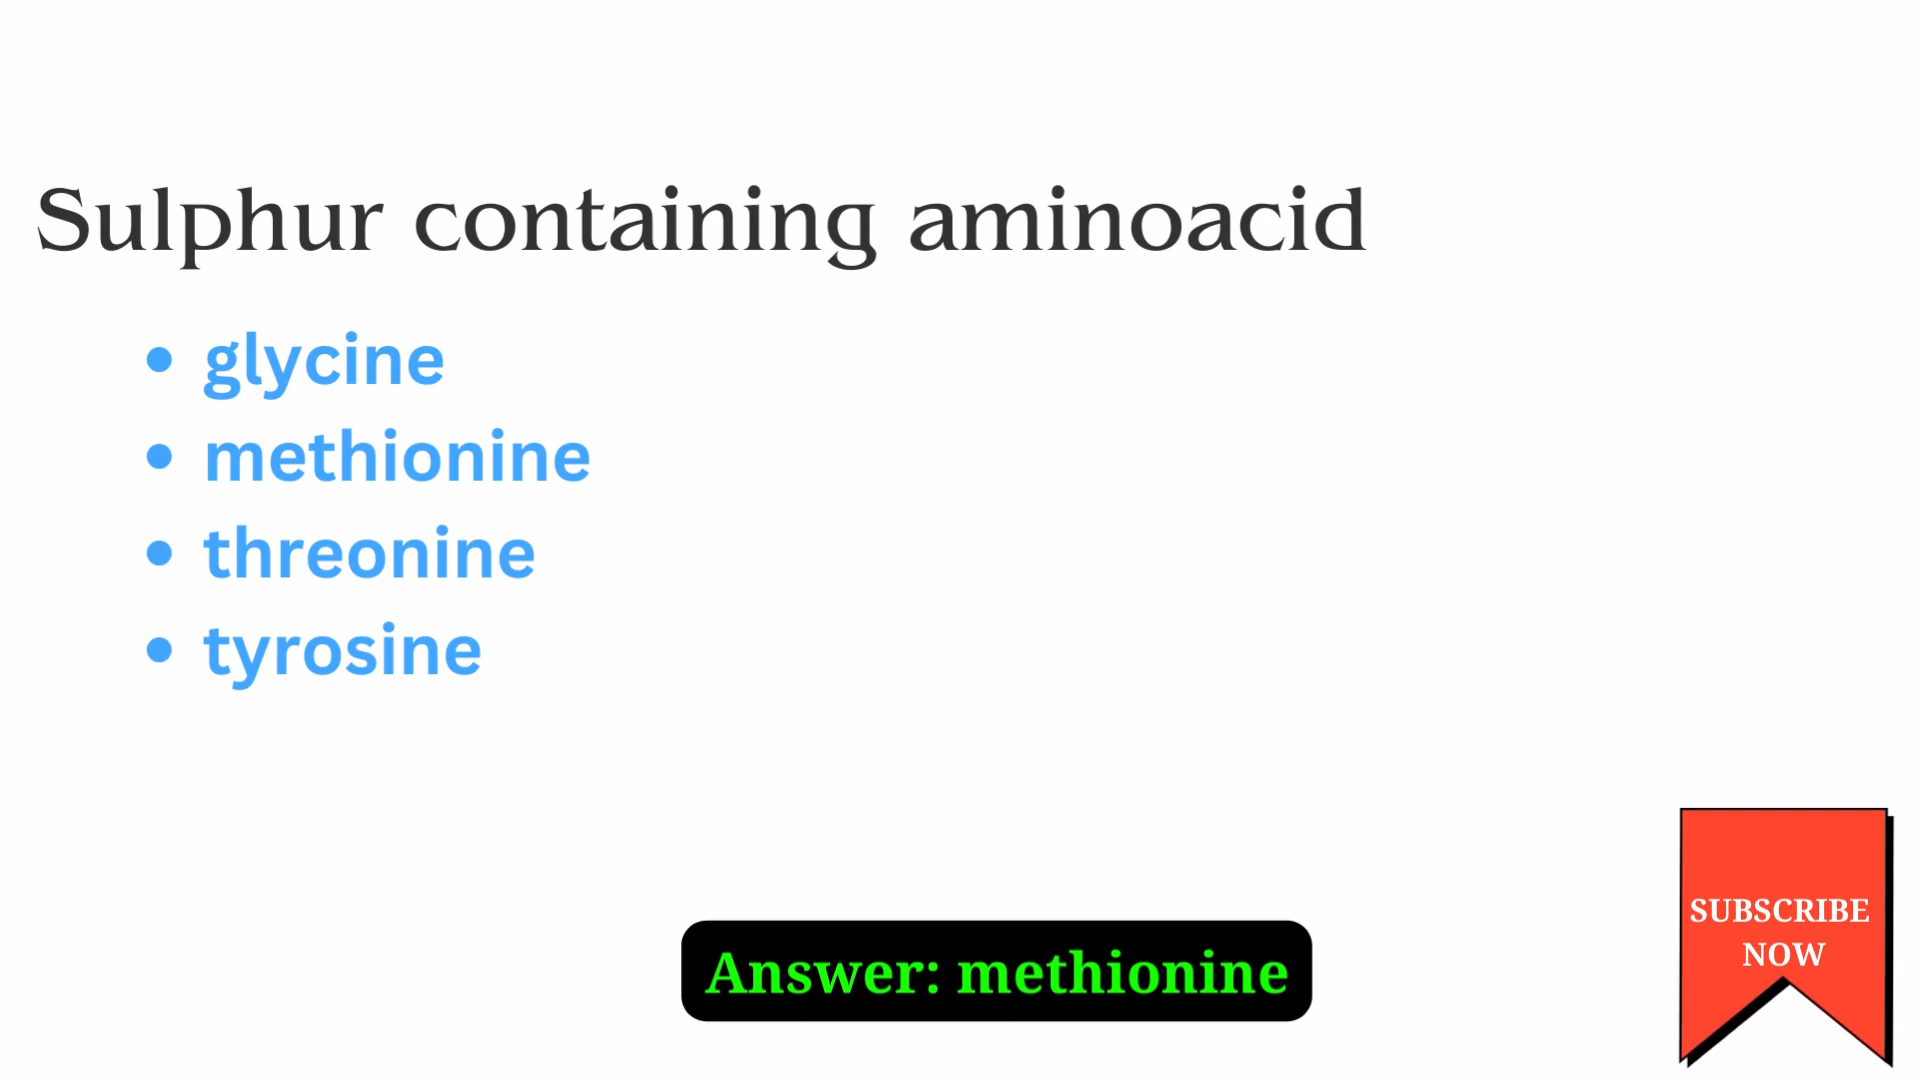 Sulphur containing aminoacid
• glycine
• methionine
• threonine
• tyrosine
Answer: methionine
SUBSCRIBE
NOW